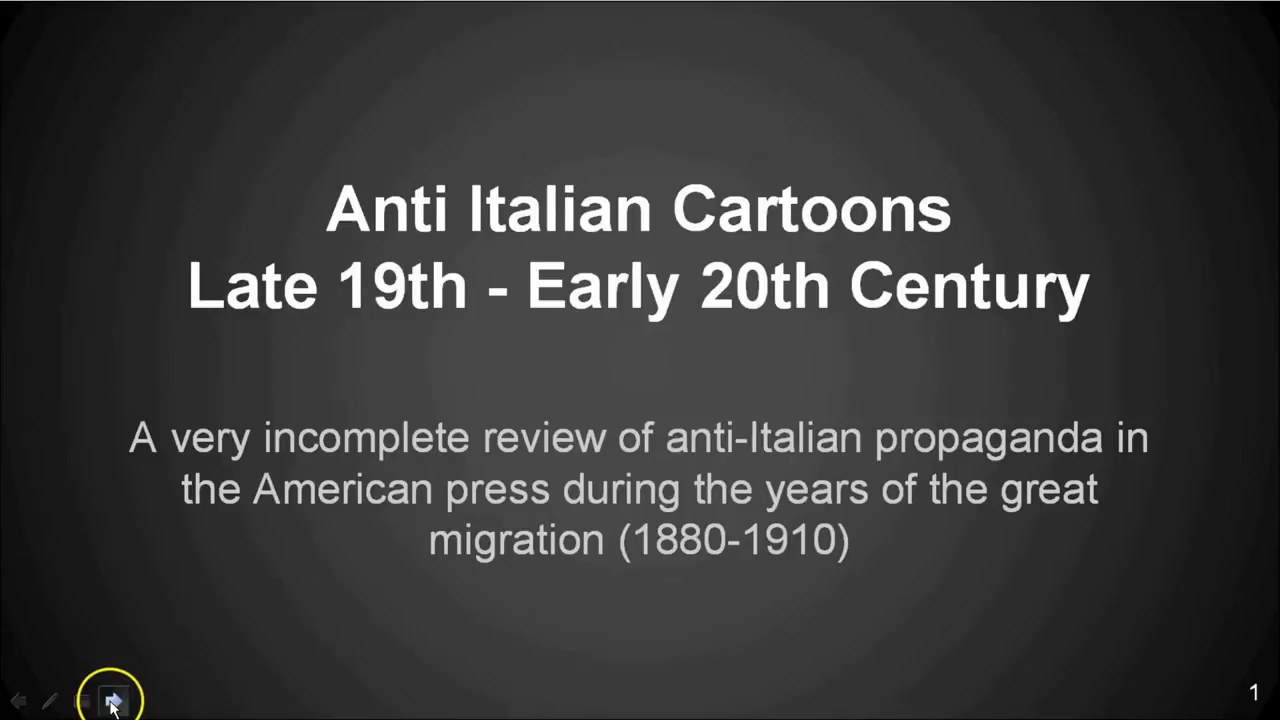 Anti Italian Cartoons
Late 19th - Early 20th Century
A very incomplete review of anti-Italian propaganda in
the American press during the years of the great
migration (1880-1910)
1